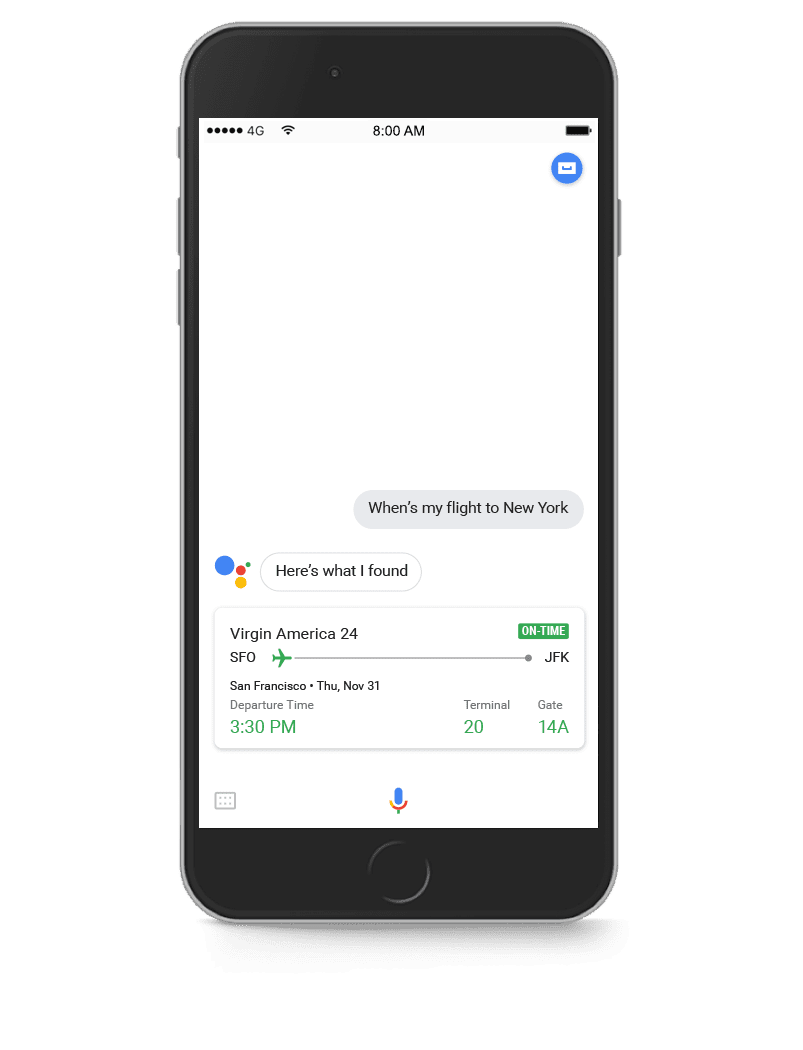 4G 8:00 AM
When's my flight to New York
Here's what I found
Virgin America 24 ON-TIME
SFO JFK
San Francisco • Thu, Nov 31
Departure Time Terminal Gate
3:30 PM 20 14A